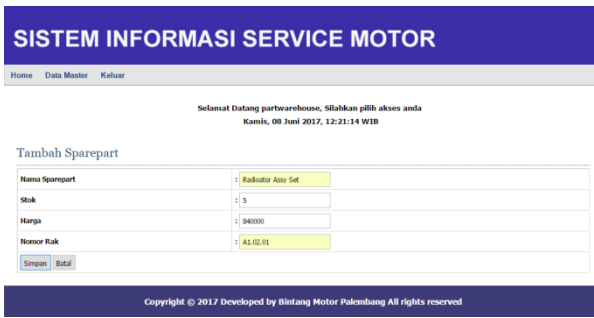 SISTEM INFORMASI SERVICE MOTOR
Home Data Master Keluar
Selamat Datang partwarehouse, Silahkan pilih akses anda
Kamis, 08 Juni 2017, 12:21:14 WIB
Tambah Sparepart
Nama Sparepart : Radioator Assy Set
Stok : 5
Harga : 840000
Nomor Rak : A1.02.01
Simpan Batal
Copyright © 2017 Developed by Bintang Motor Palembang All rights reserved